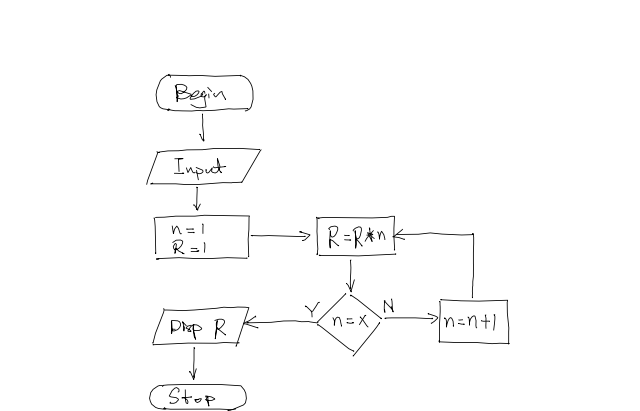 Begin
Input
n=1
R=1
R=R*n
n=x
Y
N
n=n+1
Disp R
Stop